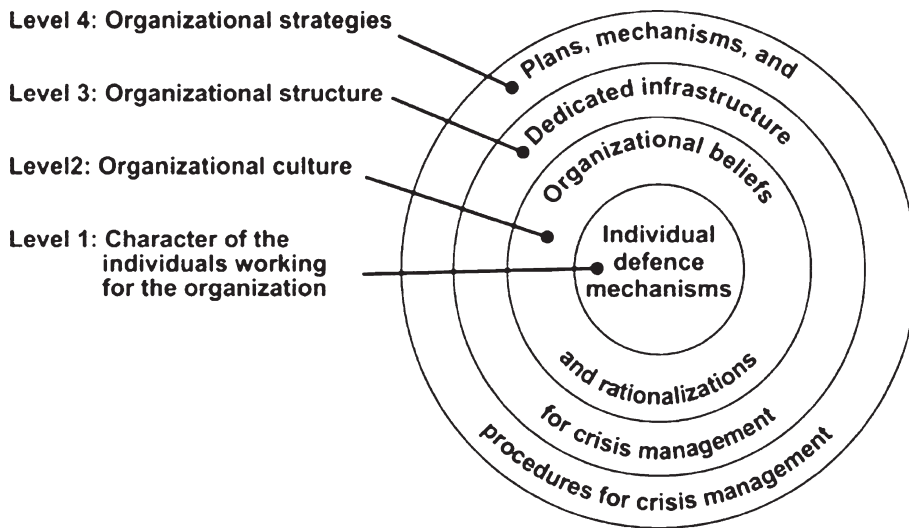 Level 4: Organizational strategies
Level 3: Organizational structure
Level2: Organizational culture
Level 1: Character of the
individuals working
for the organization
Plans, mechanisms, and
Dedicated infrastructure
Organizational beliefs
Individual
defence
mechanisms
and rationalizations
for crisis management
procedures for crisis management